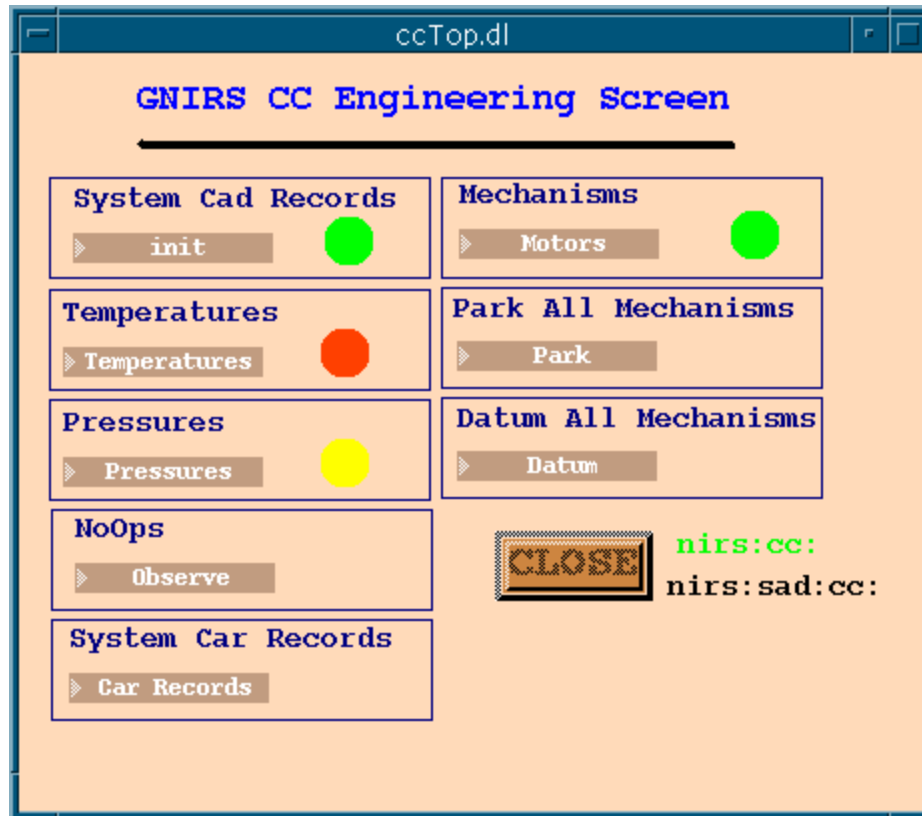 ccTop.dl
GNIRS CC Engineering Screen
System Cad Records
init
Mechanisms
Motors
Temperatures
Temperatures
Park All Mechanisms
Park
Pressures
Pressures
Datum All Mechanisms
Datum
NoOps
Observe
CLOSE
nirs:cc:
nirs:sad:cc:
System Car Records
Car Records